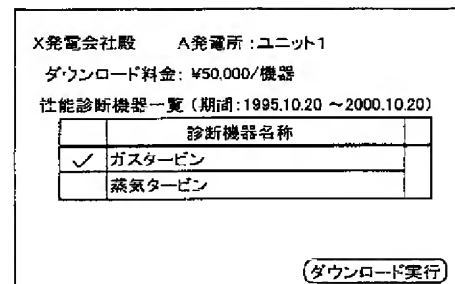 X発電会社殿 A発電所:ユニット1
ダウンロード料金: ¥50,000/機器
性能診断機器一覧(期間:1995.10.20 ~2000.10.20)
診断機器名称
✓ ガスタービン
蒸気タービン
ダウンロード実行